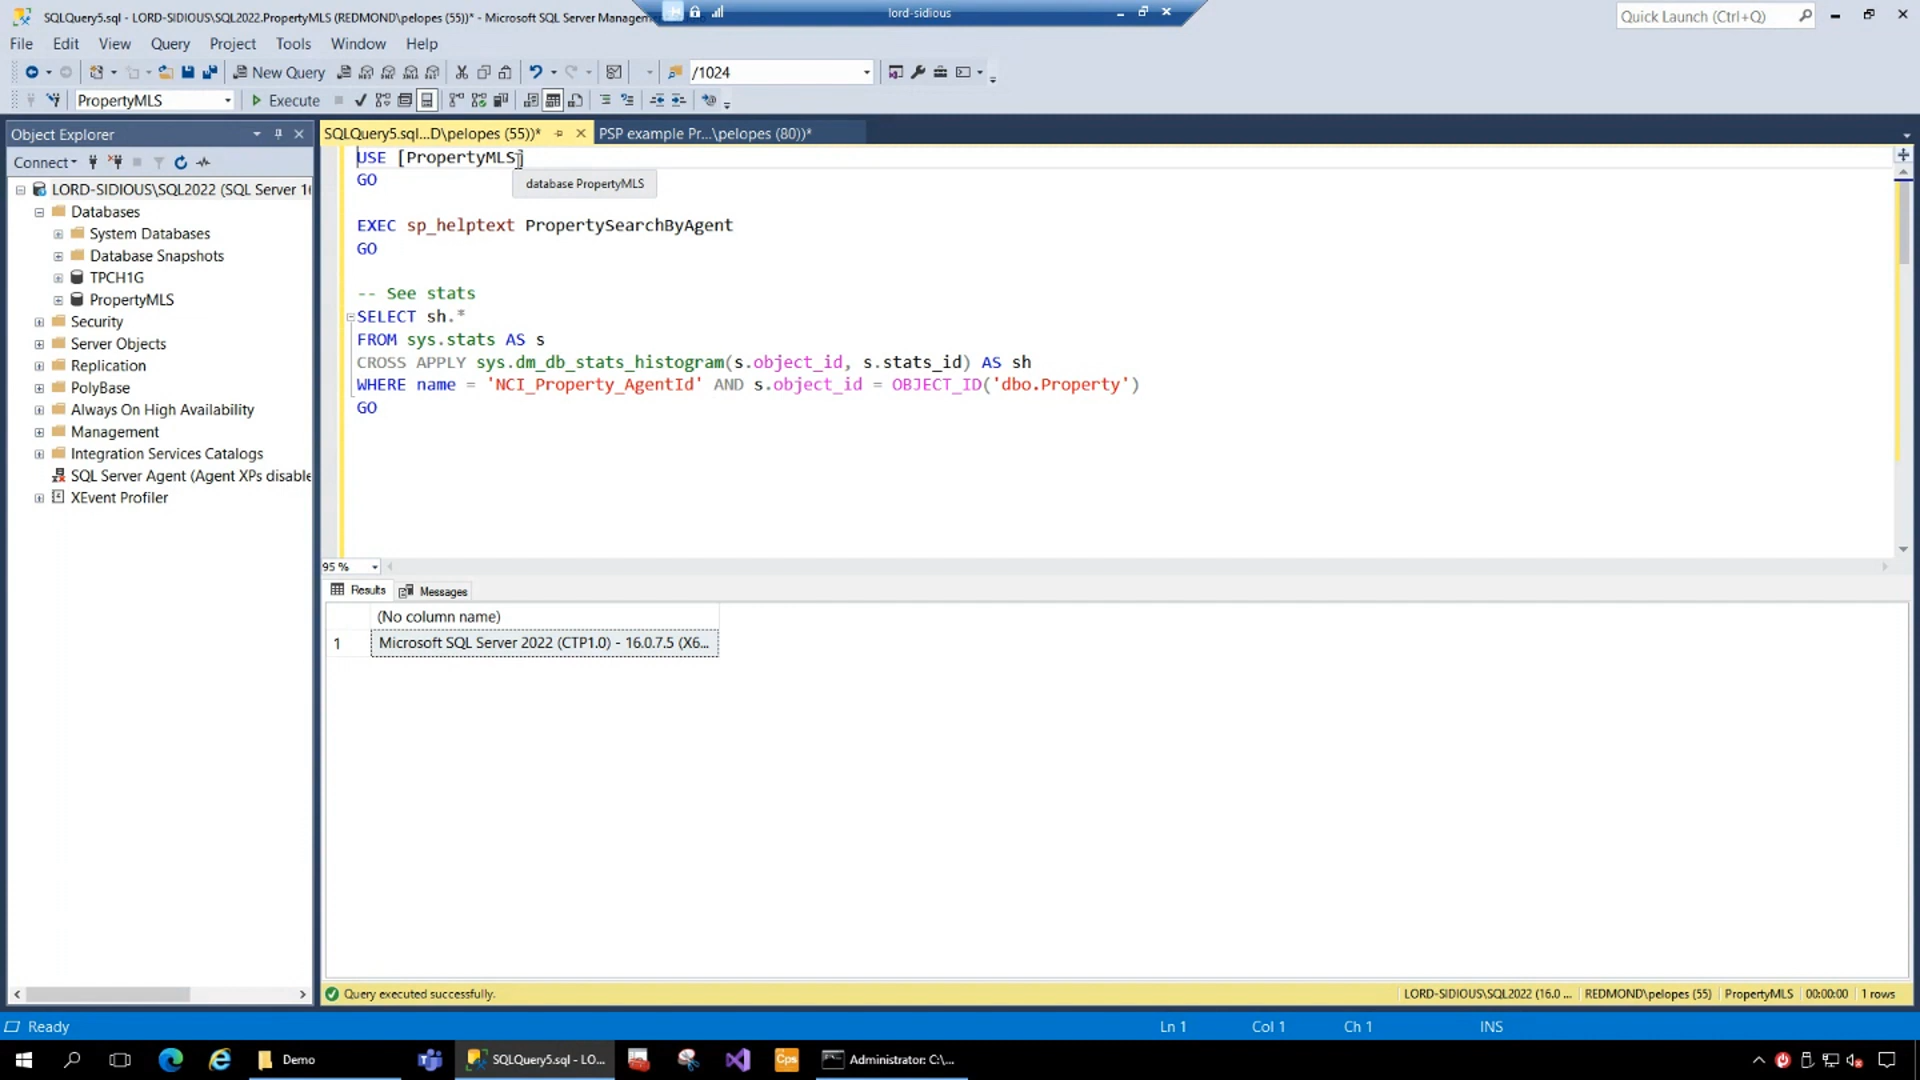 SQLQuery5.sql - LORD-SIDIOUS\SQL2022.PropertyMLS (REDMOND\pelopes (55))* - Microsoft SQL Server Manageme
lord-sidious
Quick Launch (Ctrl+Q)
File Edit View Query Project Tools Window Help
New Query
/1024
PropertyMLS
Execute
Object Explorer
SQLQuery5.sql...D\pelopes (55))*
PSP example Pr...\pelopes (80))*
Connect
LORD-SIDIOUS\SQL2022 (SQL Server 16
Databases
System Databases
Database Snapshots
TPCH1G
PropertyMLS
Security
Server Objects
Replication
PolyBase
Always On High Availability
Management
Integration Services Catalogs
SQL Server Agent (Agent XPs disable
XEvent Profiler
USE [PropertyMLS]
GO
database PropertyMLS
EXEC sp_helptext PropertySearchByAgent
GO
-- See stats
SELECT sh.*
FROM sys.stats AS s
CROSS APPLY sys.dm_db_stats_histogram(s.object_id, s.stats_id) AS sh
WHERE name = 'NCI_Property_AgentId' AND s.object_id = OBJECT_ID('dbo.Property')
GO
95 %
Results
Messages
(No column name)
1 Microsoft SQL Server 2022 (CTP1.0) - 16.0.7.5 (X6...
Query executed successfully.
LORD-SIDIOUS\SQL2022 (16.0 ... REDMOND\pelopes (55) PropertyMLS 00:00:00 1 rows
Ready
Ln 1 Col 1 Ch 1 INS
Demo
SQLQuery5.sql - LO...
Cps
Administrator: C:\...